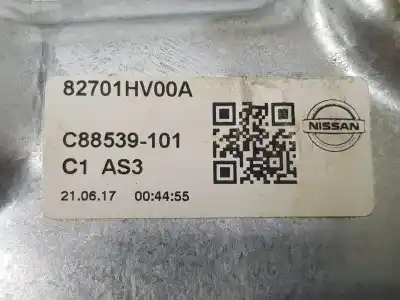 82701HV00A
C88539-101
NISSAN
C1 AS3
21.06.17 00:44:55